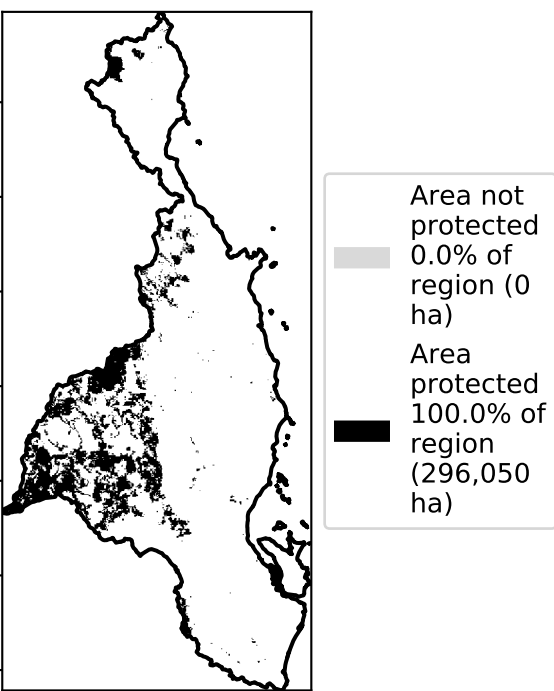 Area not
protected
0.0% of
region (0
ha)
Area
protected
100.0% of
region
(296,050
ha)